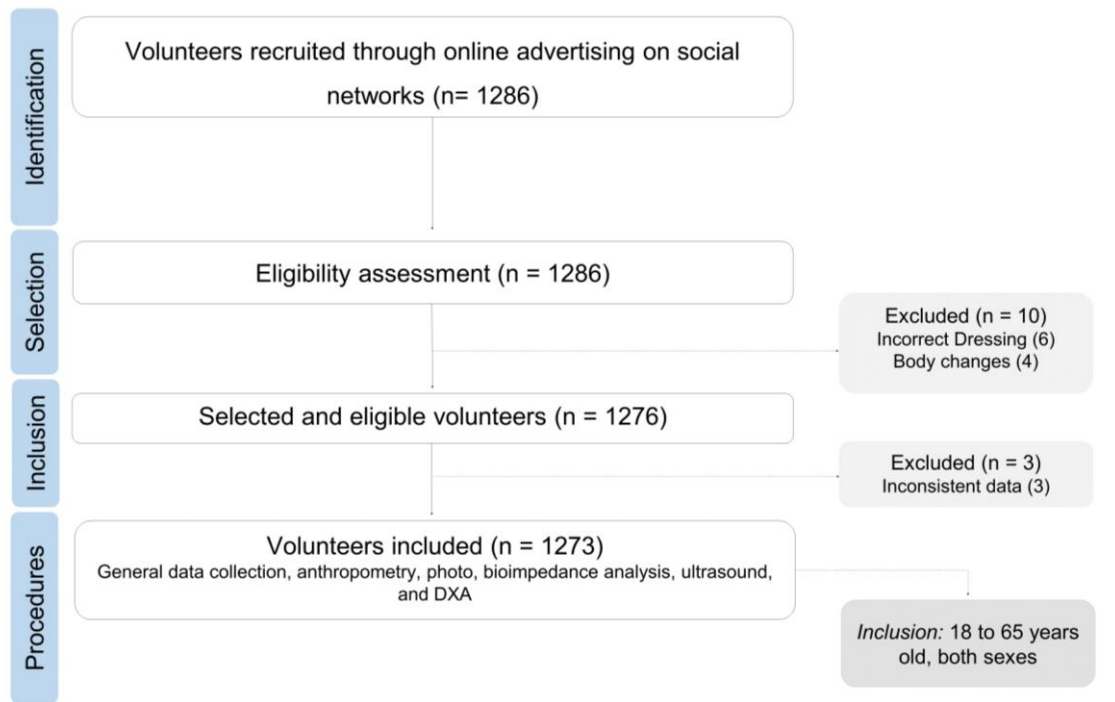 Identification
Volunteers recruited through online advertising on social
networks (n= 1286)
Selection
Eligibility assessment (n = 1286)
Excluded (n = 10)
Incorrect Dressing (6)
Body changes (4)
Inclusion
Selected and eligible volunteers (n = 1276)
Excluded (n = 3)
Inconsistent data (3)
Procedures
Volunteers included (n = 1273)
General data collection, anthropometry, photo, bioimpedance analysis, ultrasound,
and DXA
Inclusion: 18 to 65 years
old, both sexes